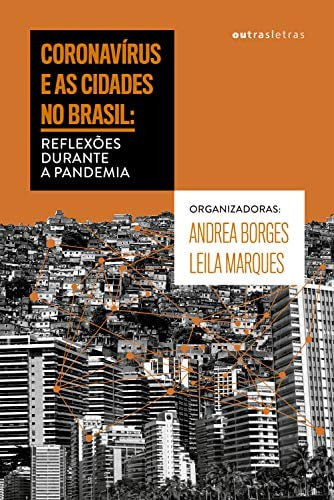 outrasletras
CORONAVÍRUS
E AS CIDADES
NO BRASIL:
REFLEXÕES
DURANTE
A PANDEMIA
ORGANIZADORAS:
ANDREA BORGES
LEILA MARQUES